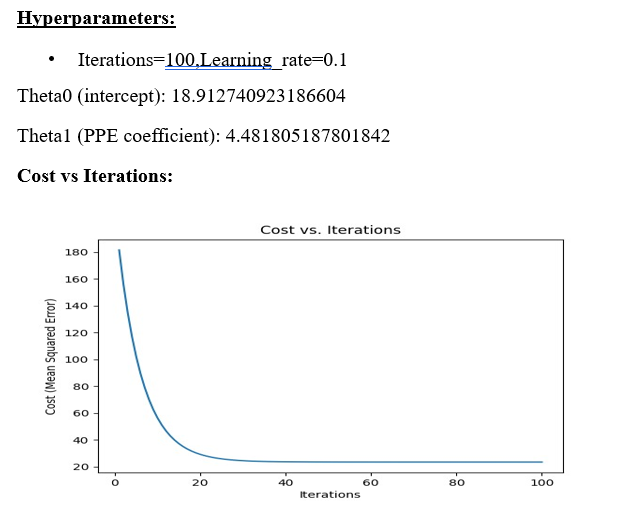 Hyperparameters:
• Iterations=100,Learning_rate=0.1
Theta0 (intercept): 18.912740923186604
Theta1 (PPE coefficient): 4.481805187801842
Cost vs Iterations:
Cost vs. Iterations
Cost (Mean Squared Error)
180
160
140
120
100
80
60
40
20
0 20 40 60 80 100
Iterations